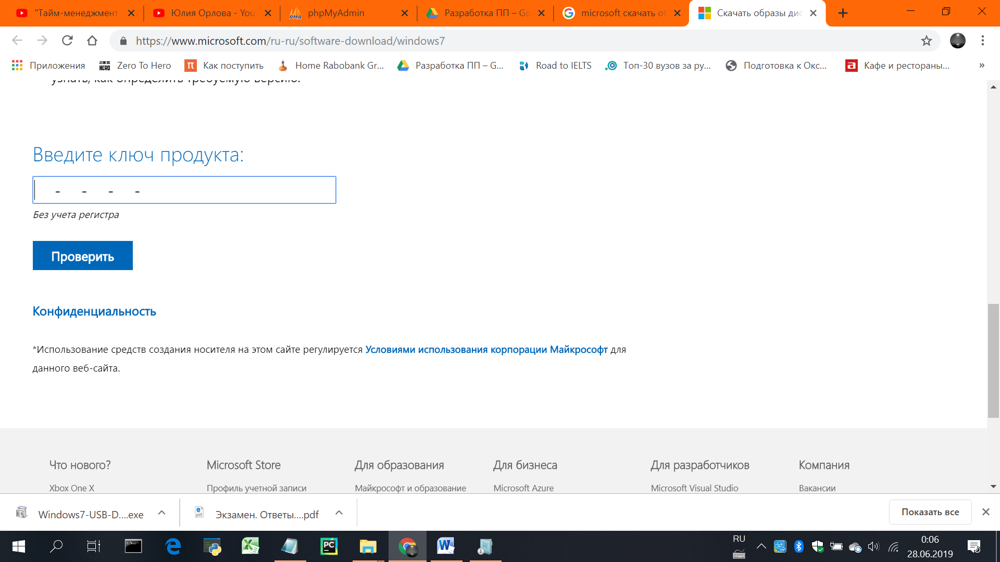 "Тайм-менеджмент
Юлия Орлова - You
phpMyAdmin
Разработка ПП – Go
microsoft скачать об
Скачать образы дис
https://www.microsoft.com/ru-ru/software-download/windows7
Приложения
ZERO TO HERO
Zero To Hero
Как поступить
Home Rabobank Gr...
Разработка ПП – G...
Road to IELTS
Топ-30 вузов за ру...
Подготовка к Окс...
Кафе и рестораны...
»
узнать, как определить требуемую версию.
Введите ключ продукта:
- - - -
Без учета регистра
Проверить
Конфиденциальность
*Использование средств создания носителя на этом сайте регулируется Условиями использования корпорации Майкрософт для
данного веб-сайта.
Что нового?
Microsoft Store
Для образования
Для бизнеса
Для разработчиков
Компания
Xbox One X
Профиль учетной записи
Майкрософт и образование
Microsoft Azure
Microsoft Visual Studio
Вакансии
Windows7-USB-D....exe
Экзамен. Ответы....pdf
Показать все
RU
0:06
28.06.2019